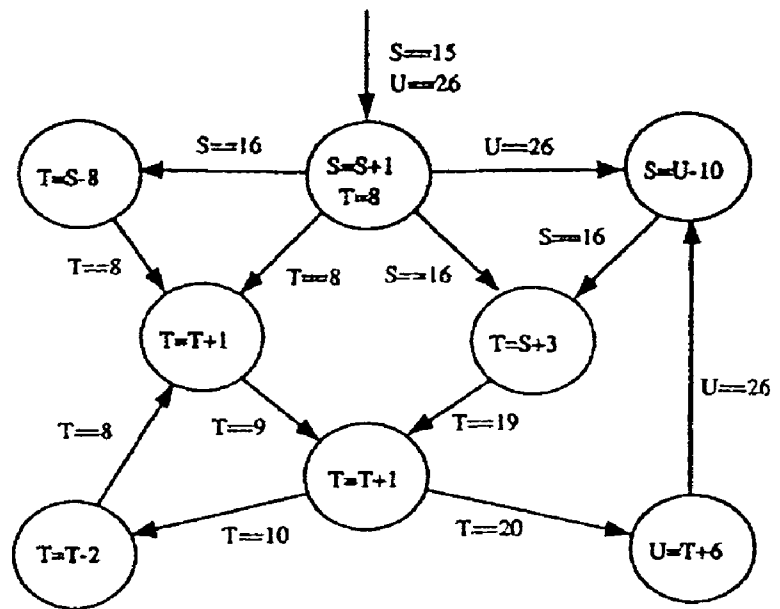 S==15
U==26
S==16
U==26
T=S-8
S=S+1
T=8
S=U-10
T==8
T==8
S==16
S==16
T=T+1
T=S+3
T==8
T==9
T==19
U==26
T=T+1
T=T-2
T==10
T==20
U=T+6